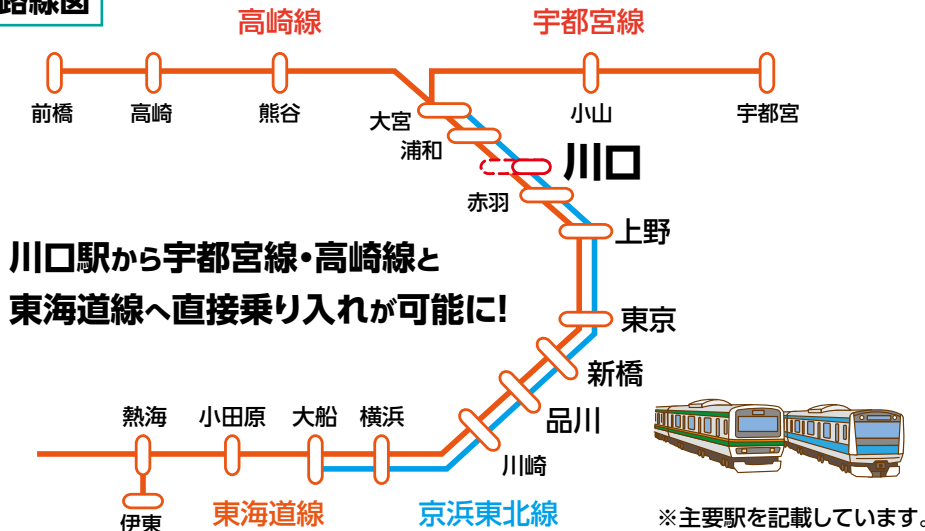 路線図
高崎線
宇都宮線
前橋
高崎
熊谷
大宮
小山
宇都宮
浦和
川口
赤羽
上野
川口駅から宇都宮線・高崎線と
東海道線へ直接乗り入れが可能に!
東京
新橋
品川
川崎
熱海
小田原
大船
横浜
伊東
東海道線
京浜東北線
※主要駅を記載しています。